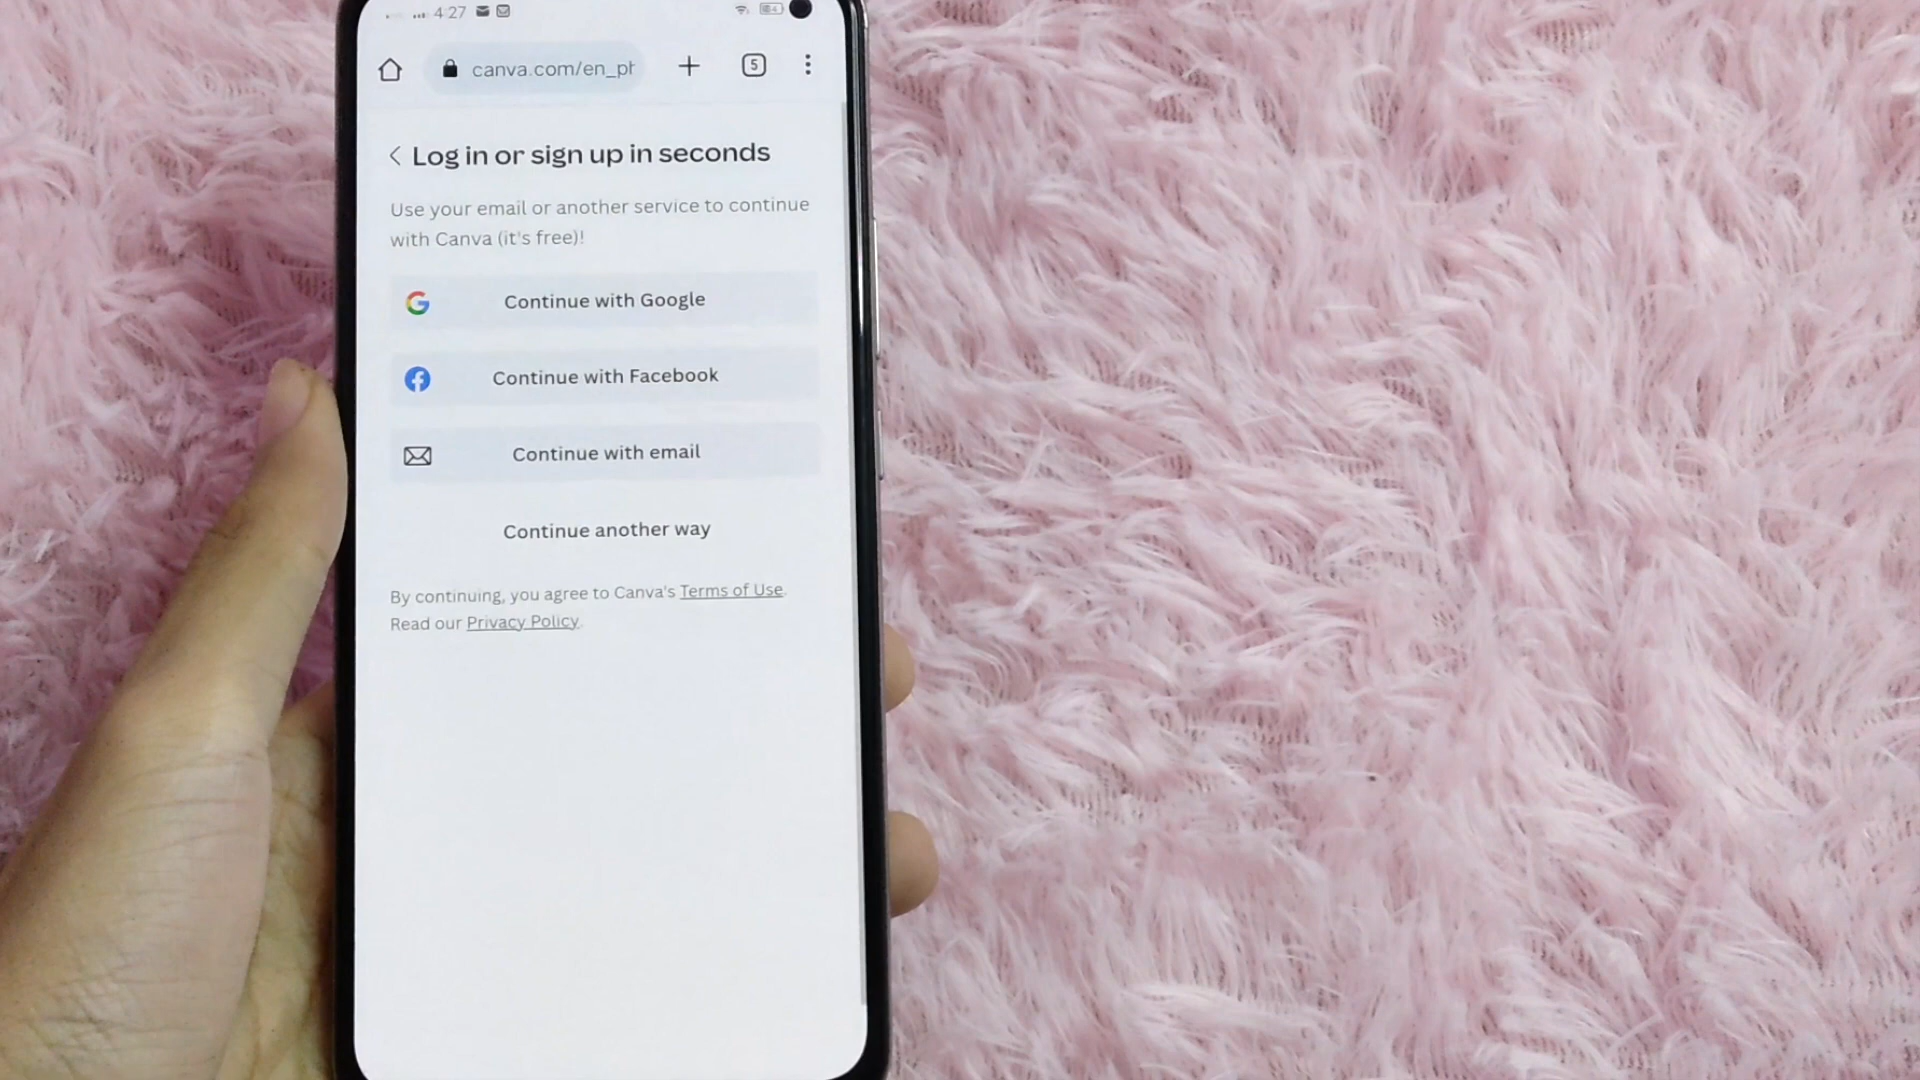 4:27
canva.com/en_ph
5
Log in or sign up in seconds
Use your email or another service to continue
with Canva (it's free)!
Continue with Google
Continue with Facebook
Continue with email
Continue another way
By continuing, you agree to Canva's Terms of Use.
Read our Privacy Policy.